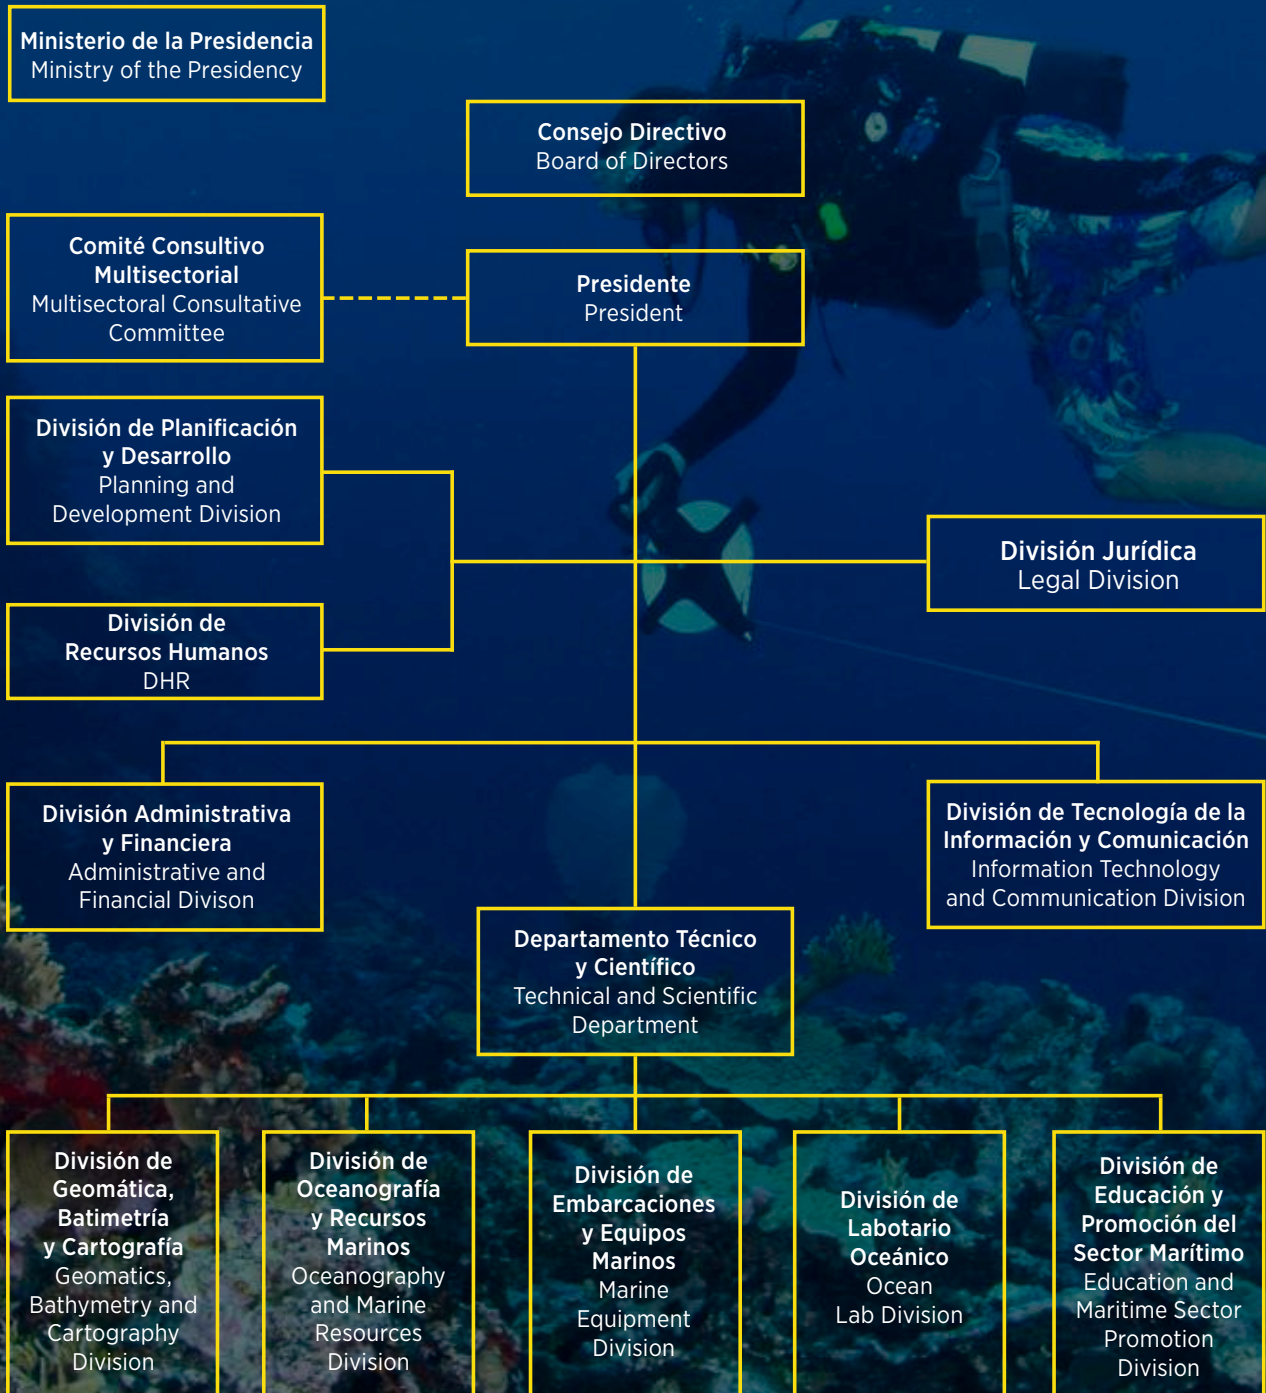 Ministerio de la Presidencia
Ministry of the Presidency
Consejo Directivo
Board of Directors
Comité Consultivo
Multisectorial
Multisectoral Consultative
Committee
Presidente
President
División de Planificación
y Desarrollo
Planning and
Development Division
División Jurídica
Legal Division
División de
Recursos Humanos
DHR
División Administrativa
y Financiera
Administrative and
Financial Divison
División de Tecnología de la
Información y Comunicación
Information Technology
and Communication Division
Departamento Técnico
y Científico
Technical and Scientific
Department
División de
Geomática,
Batimetría
y Cartografía
Geomatics,
Bathymetry and
Cartography
Division
División de
Oceanografía
y Recursos
Marinos
Oceanography
and Marine
Resources
Division
División de
Embarcaciones
y Equipos
Marinos
Marine
Equipment
Division
División de
Labotario
Oceánico
Ocean
Lab Division
División de
Educación y
Promoción del
Sector Marítimo
Education and
Maritime Sector
Promotion
Division